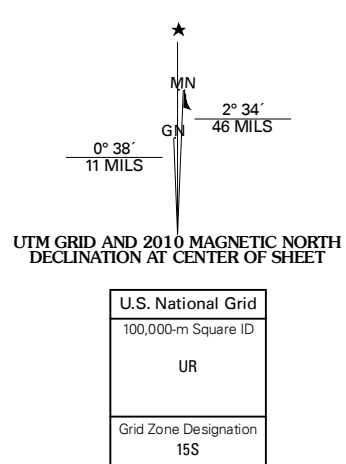 ★
MN
GN
2° 34´
46 MILS
0° 38´
11 MILS
UTM GRID AND 2010 MAGNETIC NORTH
DECLINATION AT CENTER OF SHEET
U.S. National Grid
100,000-m Square ID
UR
Grid Zone Designation
15S